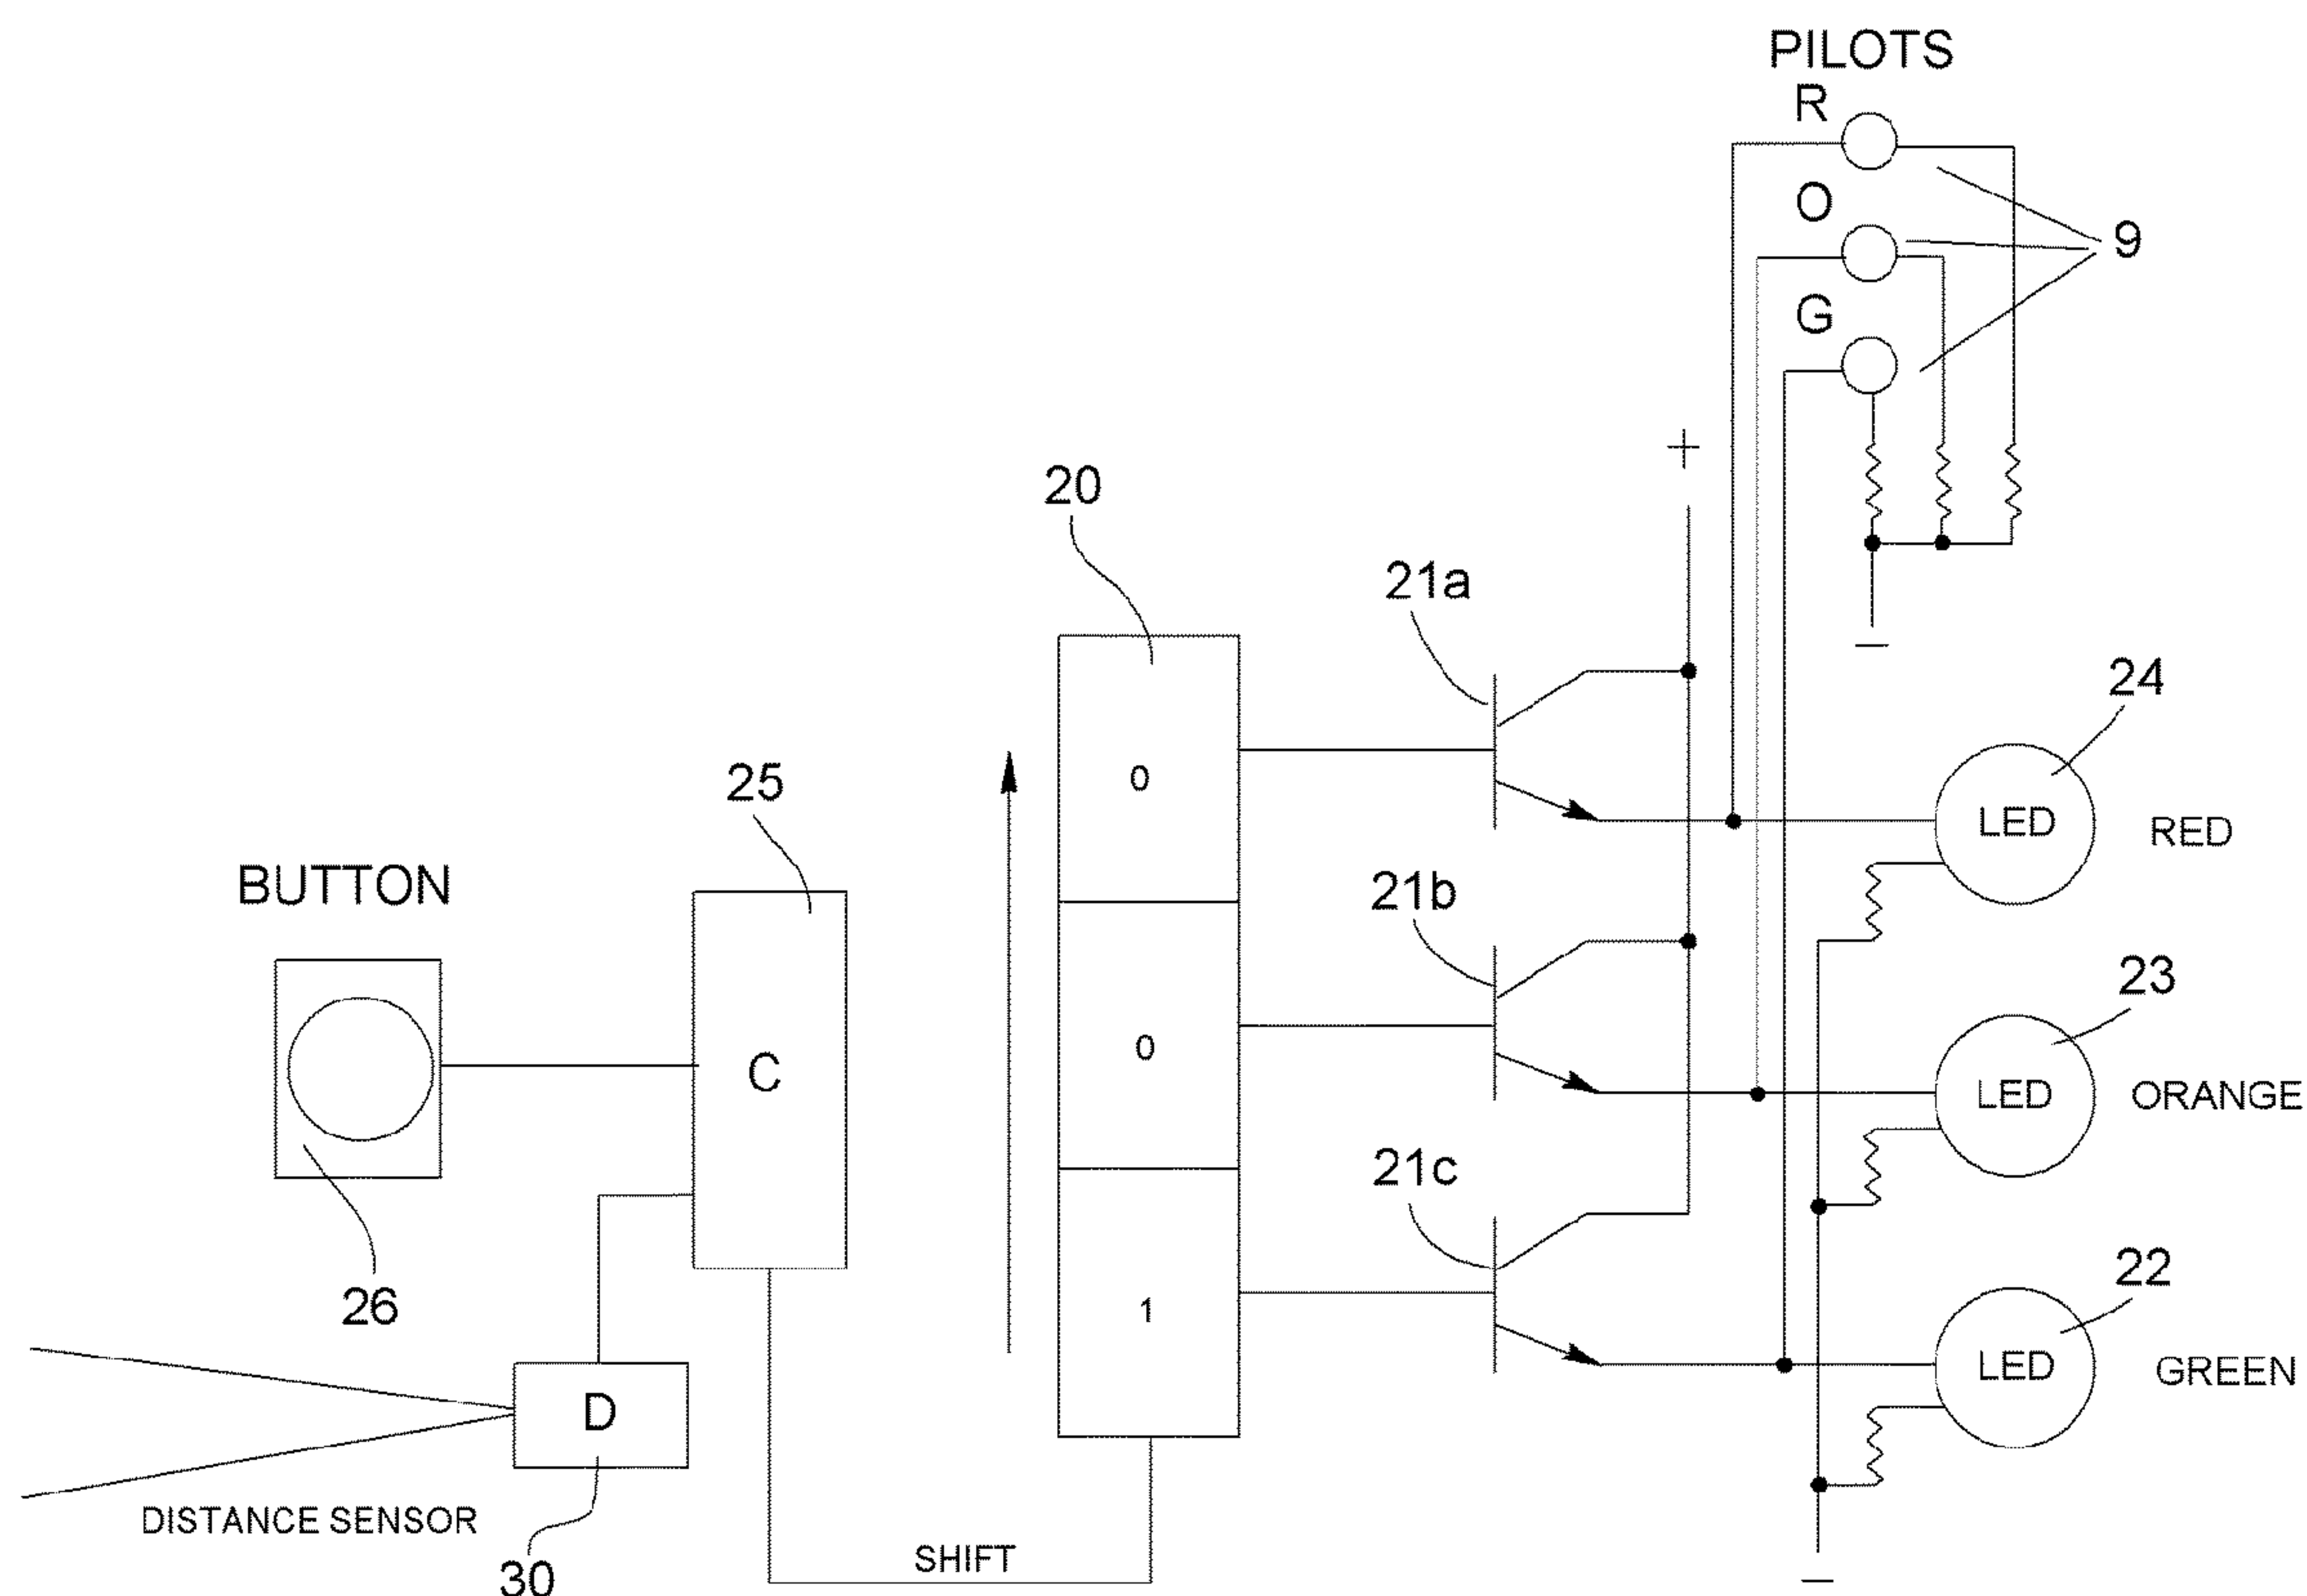 PILOTS
R
O
9
G
+
20
21a
24
0
LED
RED
25
BUTTON
21b
23
C
0
LED
ORANGE
21c
26
22
1
LED
GREEN
D
DISTANCE SENSOR
30
SHIFT